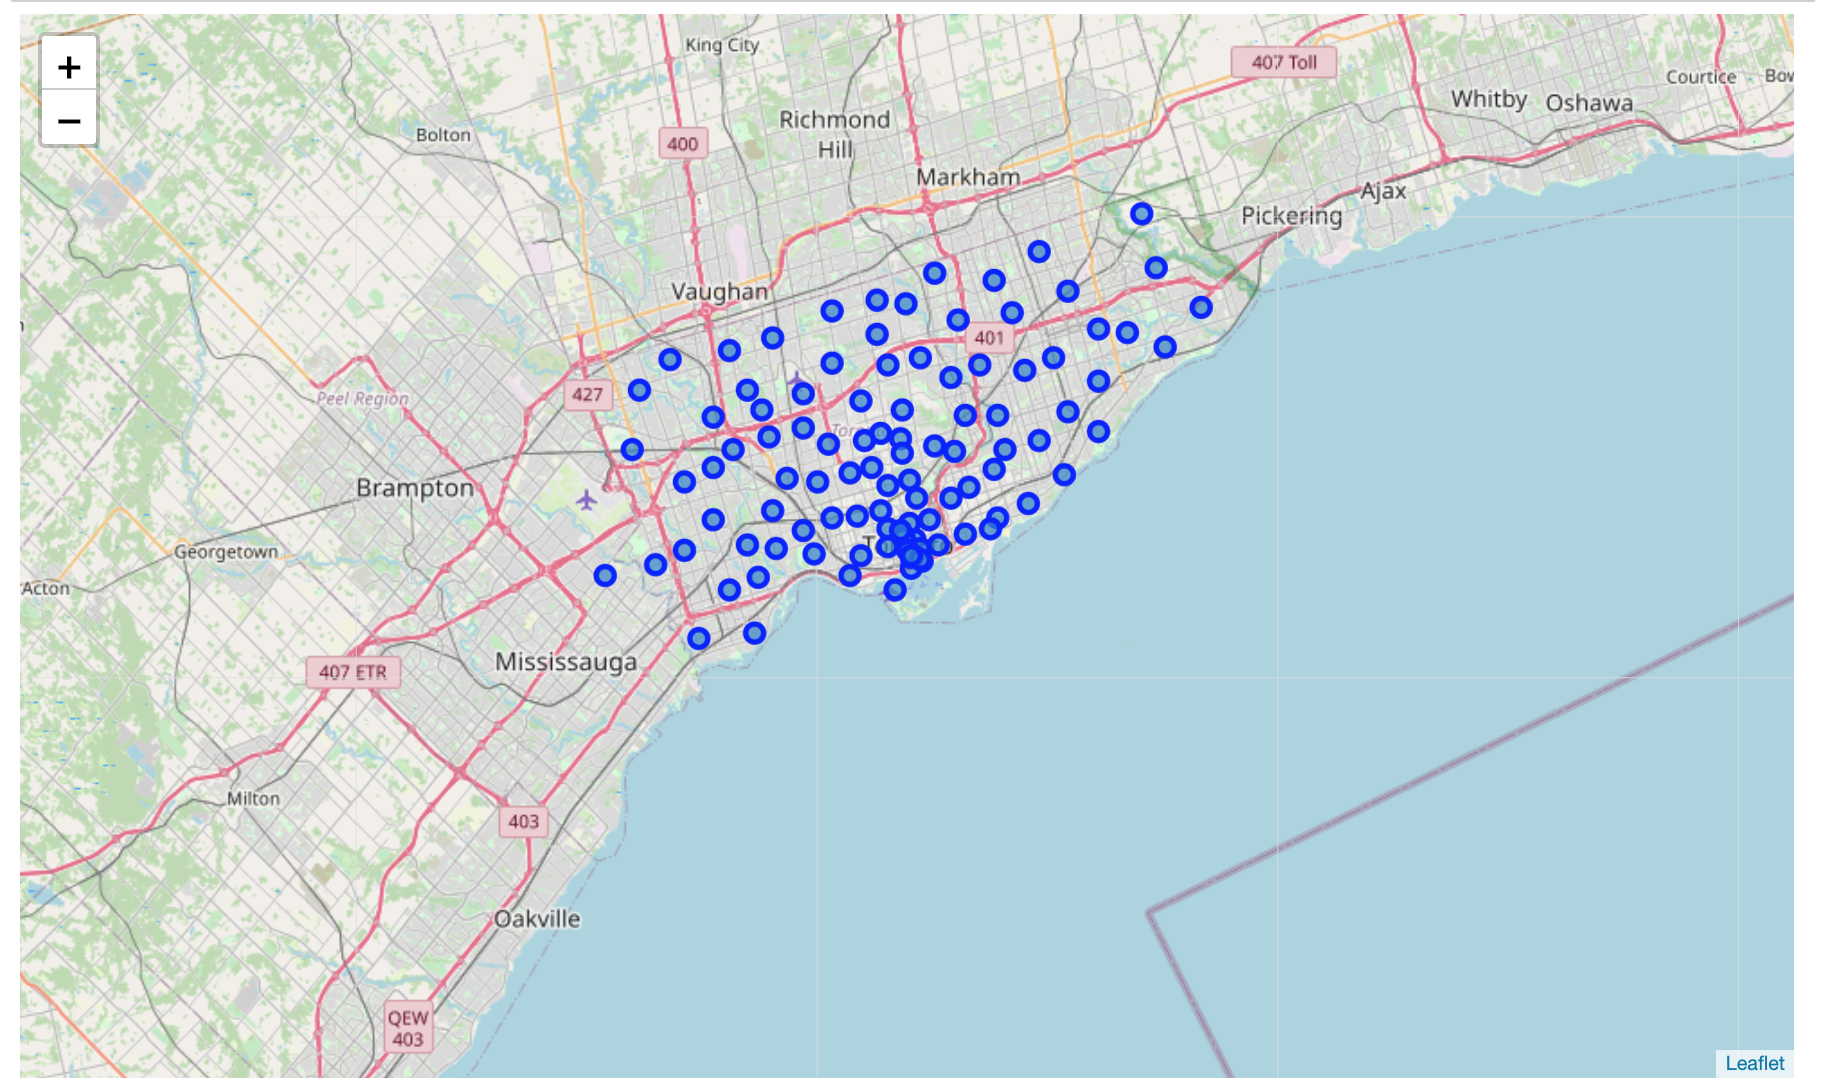 King City
+
407 Toll
Courtice
Whitby
Oshawa
Richmond
Hill
−
Bolton
400
Markham
Ajax
Pickering
Vaughan
401
427
Peel Region
Brampton
Georgetown
Acton
Mississauga
407 ETR
Milton
403
Oakville
QEW
403
Leaflet